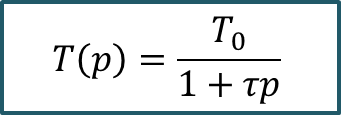 T(p) = T₀ / (1 + τp)